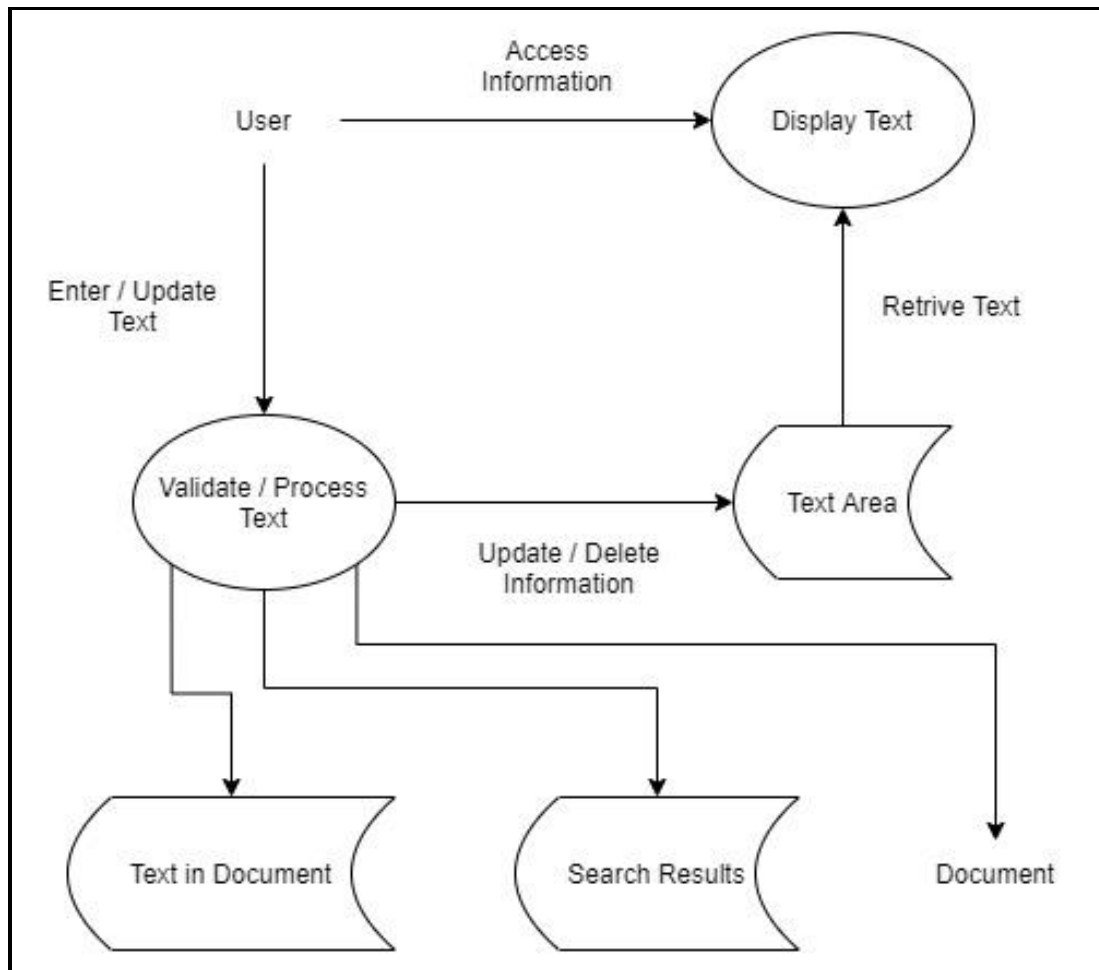 Access
Information
User
Display Text
Enter / Update
Text
Retrive Text
Validate / Process
Text
Text Area
Update / Delete
Information
Text in Document
Search Results
Document